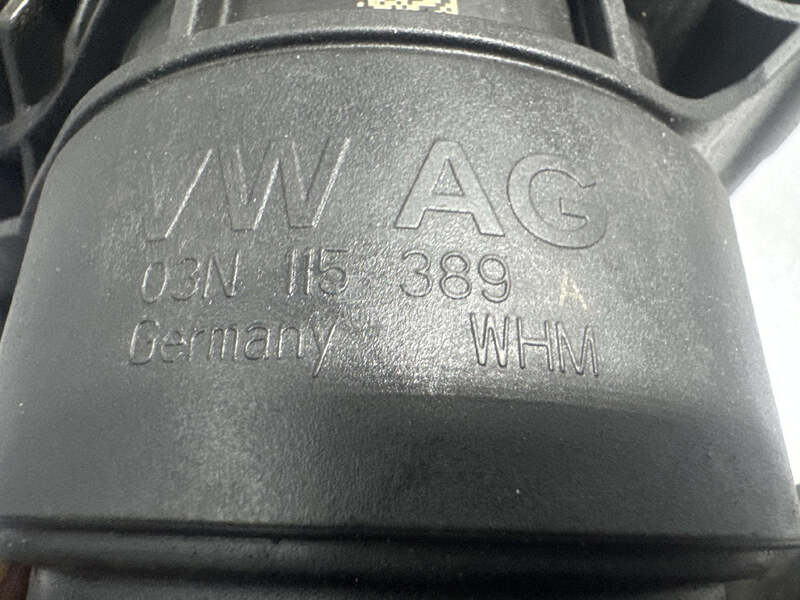 VW AG
03N 115 389 A
Germany WHM